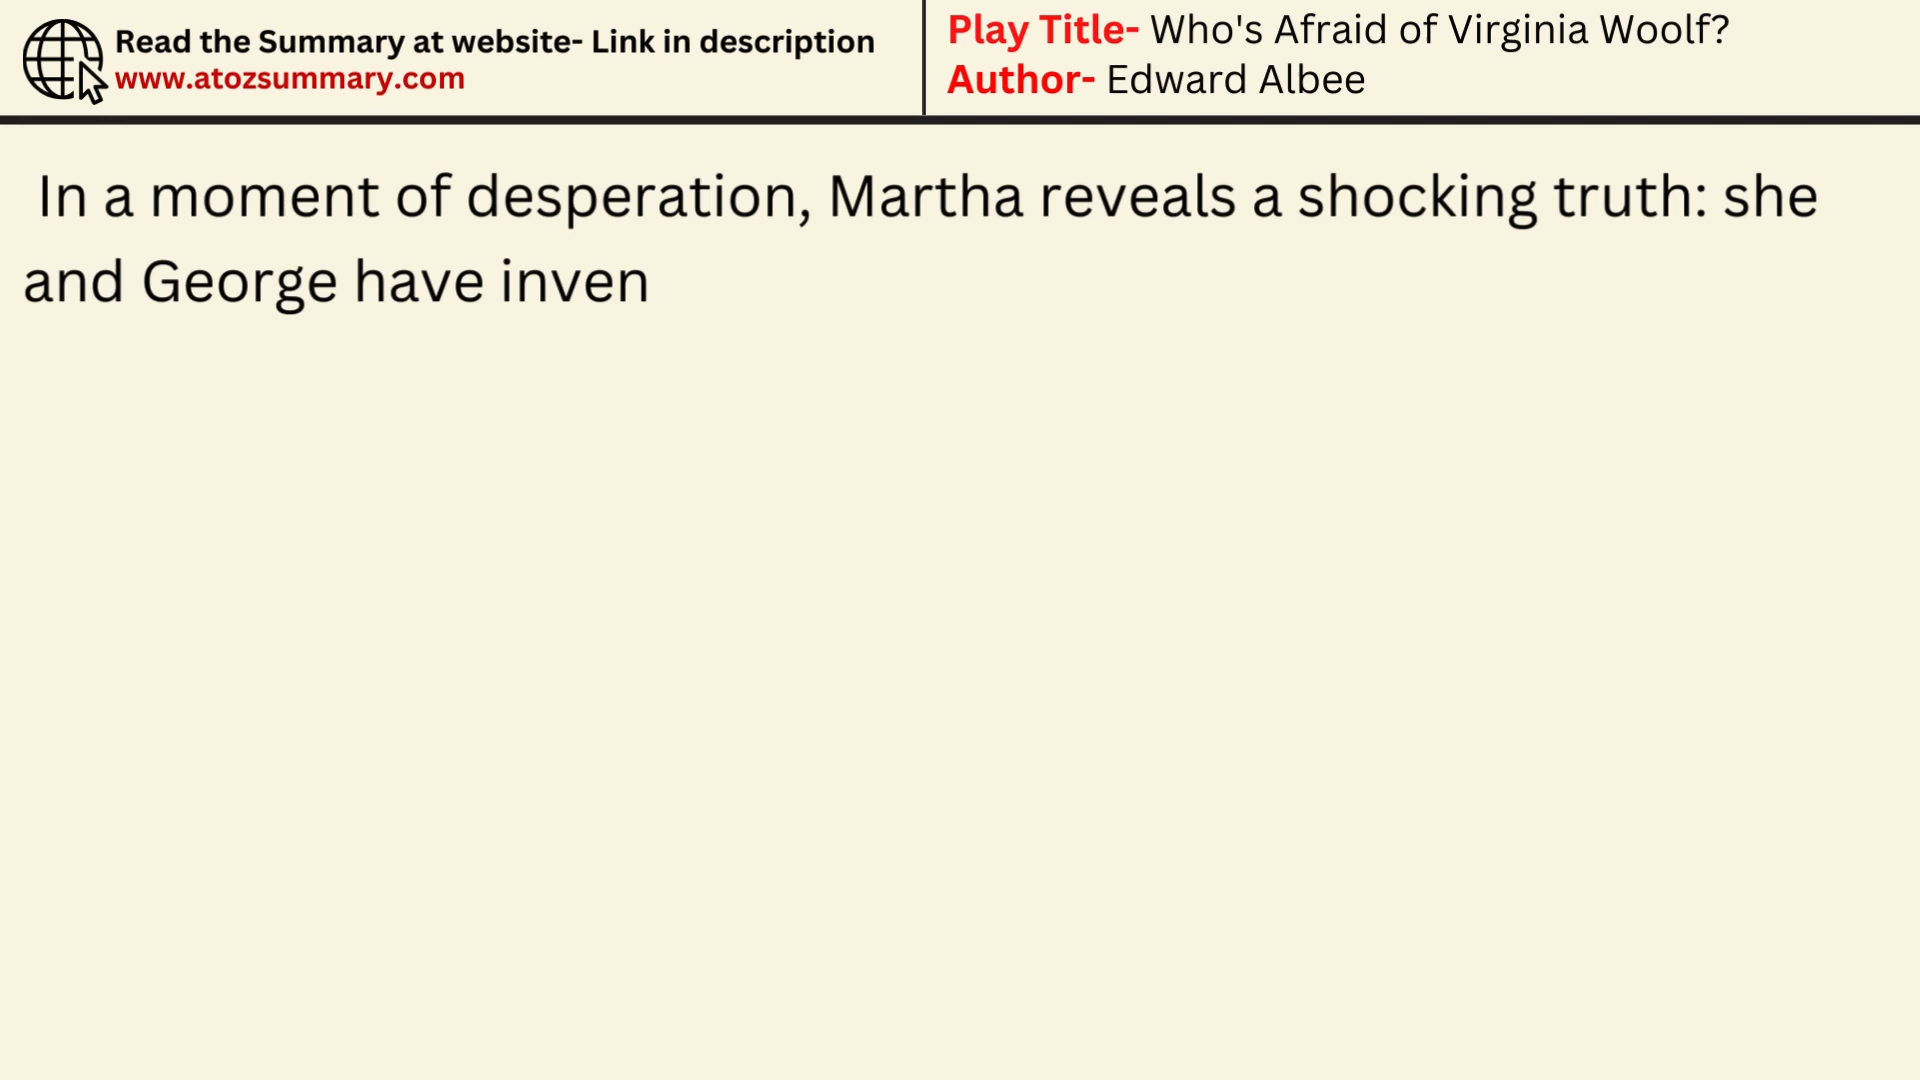 Read the Summary at website- Link in description
www.atozsummary.com
Play Title- Who's Afraid of Virginia Woolf?
Author- Edward Albee
In a moment of desperation, Martha reveals a shocking truth: she
and George have inven